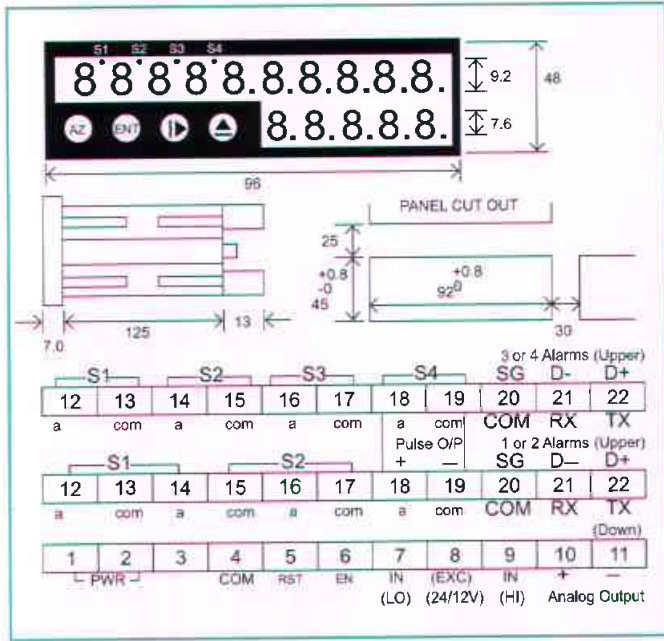 S1 S2 S3 S4
8.8.8.8.8.8.8.8.8.8.
9.2
48
AZ ENT
8.8.8.8.8.
7.6
96
PANEL CUT OUT
25
+0.8
-0
45
+0.8
92 0
30
7.0
125
13
3 or 4 Alarms (Upper)
S1 S2 S3 S4 SG D- D+
12 13 14 15 16 17 18 19 20 21 22
a com a com a com a com COM RX TX
Pulse O/P 1 or 2 Alarms (Upper)
S1 S2 + — SG D— D+
12 13 14 15 16 17 18 19 20 21 22
a com a com a com a com COM RX TX
(Down)
1 2 3 4 5 6 7 8 9 10 11
PWR COM RST EN IN (EXC) IN + —
(LO) (24/12V) (HI) Analog Output